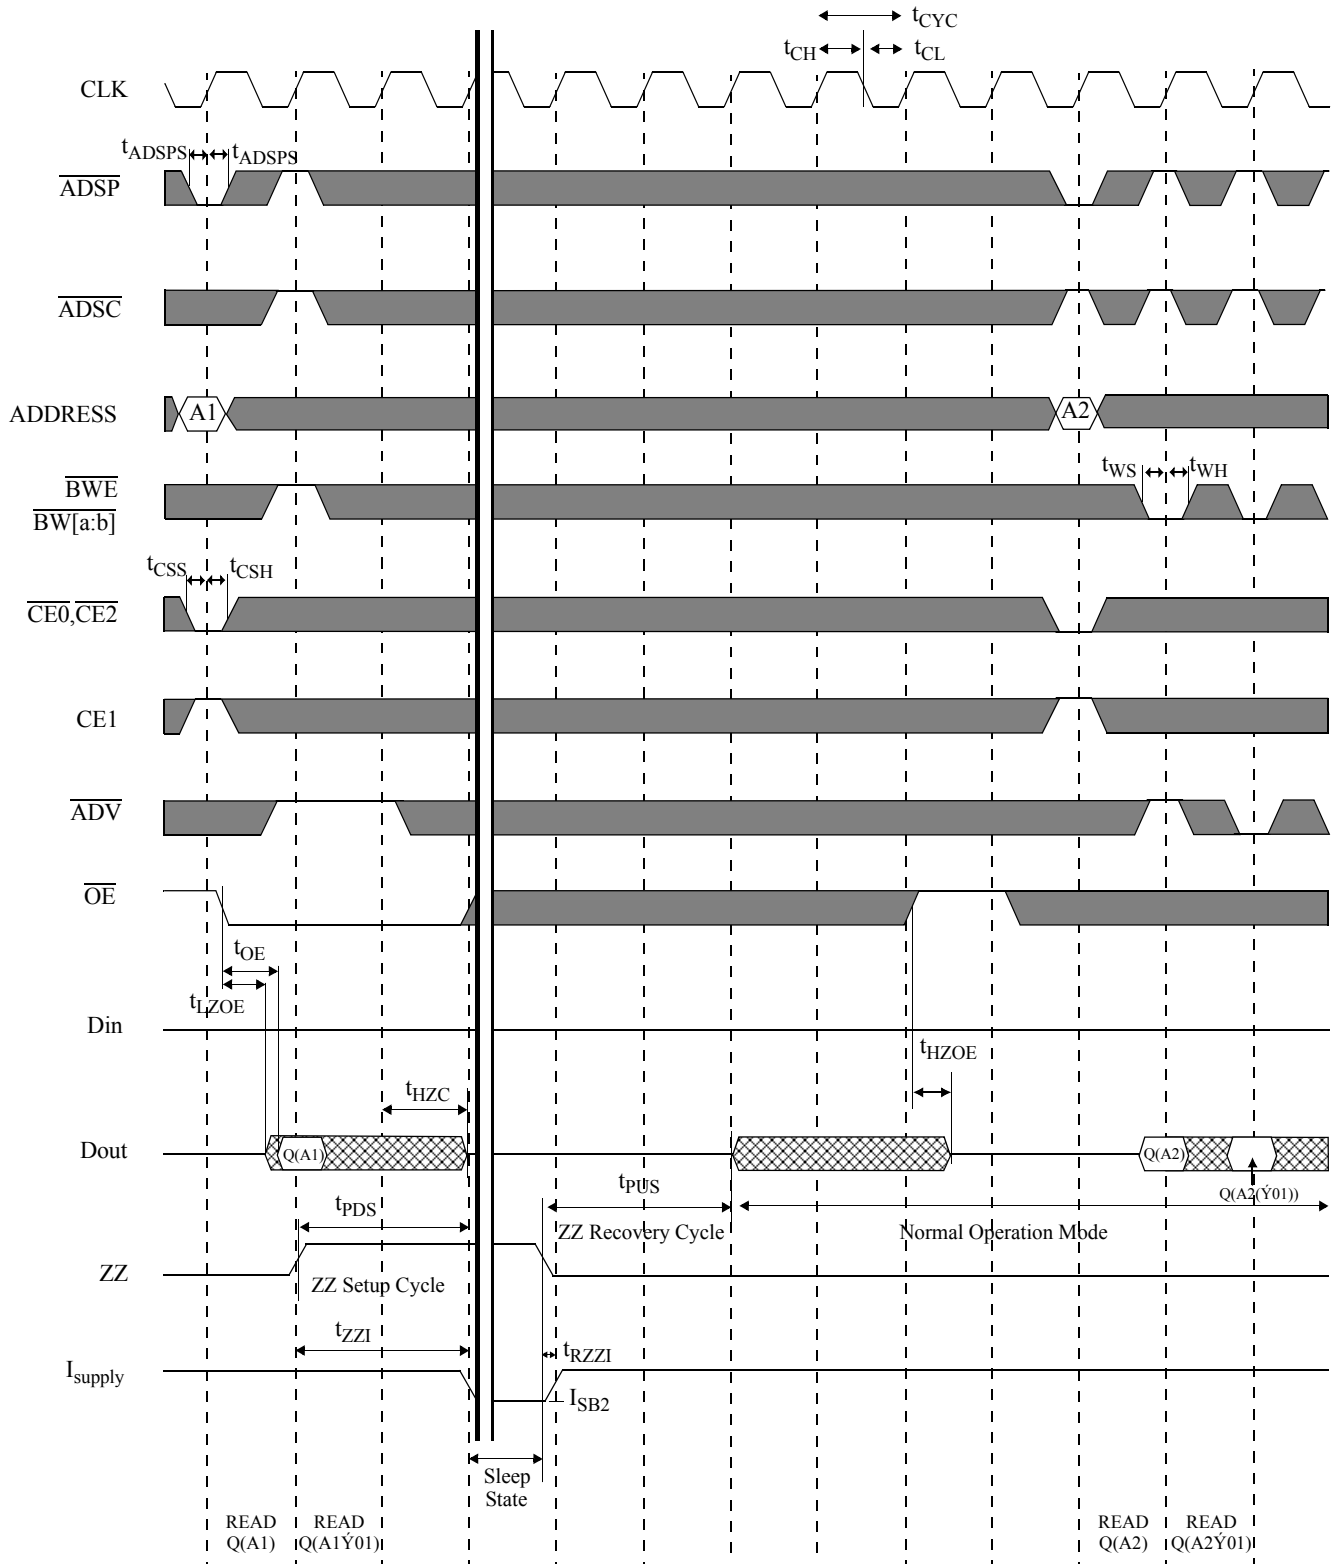 tCYC
tCH
tCL
CLK
tADSPS
tADSPS
ADSP
ADSC
ADDRESS
A1
A2
tWS
tWH
BWE
BW[a:b]
tCSS
tCSH
CE0,CE2
CE1
ADV
OE
tOE
tLZOE
Din
tHZOE
tHZC
Dout
Q(A1)
Q(A2)
Q(A2(Ý01))
tPUS
tPDS
ZZ Recovery Cycle
Normal Operation Mode
ZZ
ZZ Setup Cycle
tZZI
tRZZI
Isupply
ISB2
Sleep
State
READ
Q(A1)
READ
Q(A1Ý01)
READ
Q(A2)
READ
Q(A2Ý01)